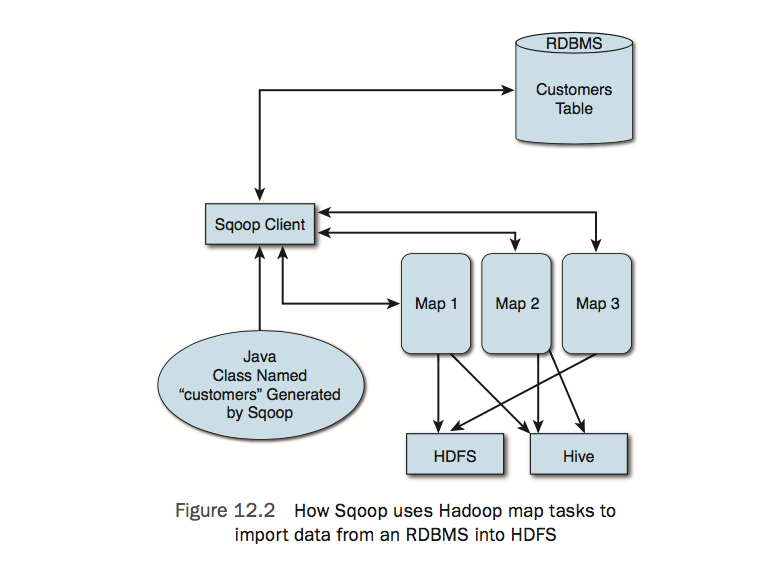 RDBMS
Customers
Table
Sqoop Client
Map 1
Map 2
Map 3
Java
Class Named
“customers” Generated
by Sqoop
HDFS
Hive
Figure 12.2 How Sqoop uses Hadoop map tasks to
import data from an RDBMS into HDFS